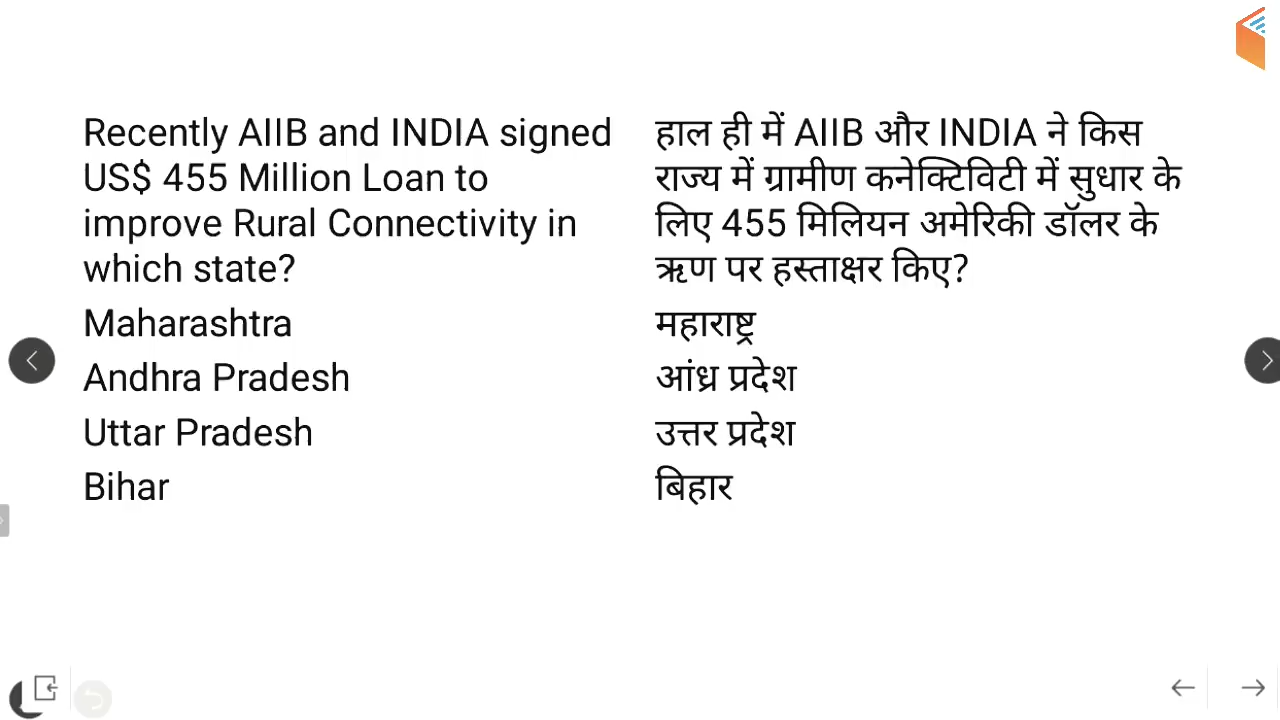 Recently AIIB and INDIA signed
US$ 455 Million Loan to
improve Rural Connectivity in
which state?
Maharashtra
Andhra Pradesh
Uttar Pradesh
Bihar
हाल ही में AIIB और INDIA ने किस
राज्य में ग्रामीण कनेक्टिविटी में सुधार के
लिए 455 मिलियन अमेरिकी डॉलर के
ऋण पर हस्ताक्षर किए?
महाराष्ट्र
आंध्र प्रदेश
उत्तर प्रदेश
बिहार